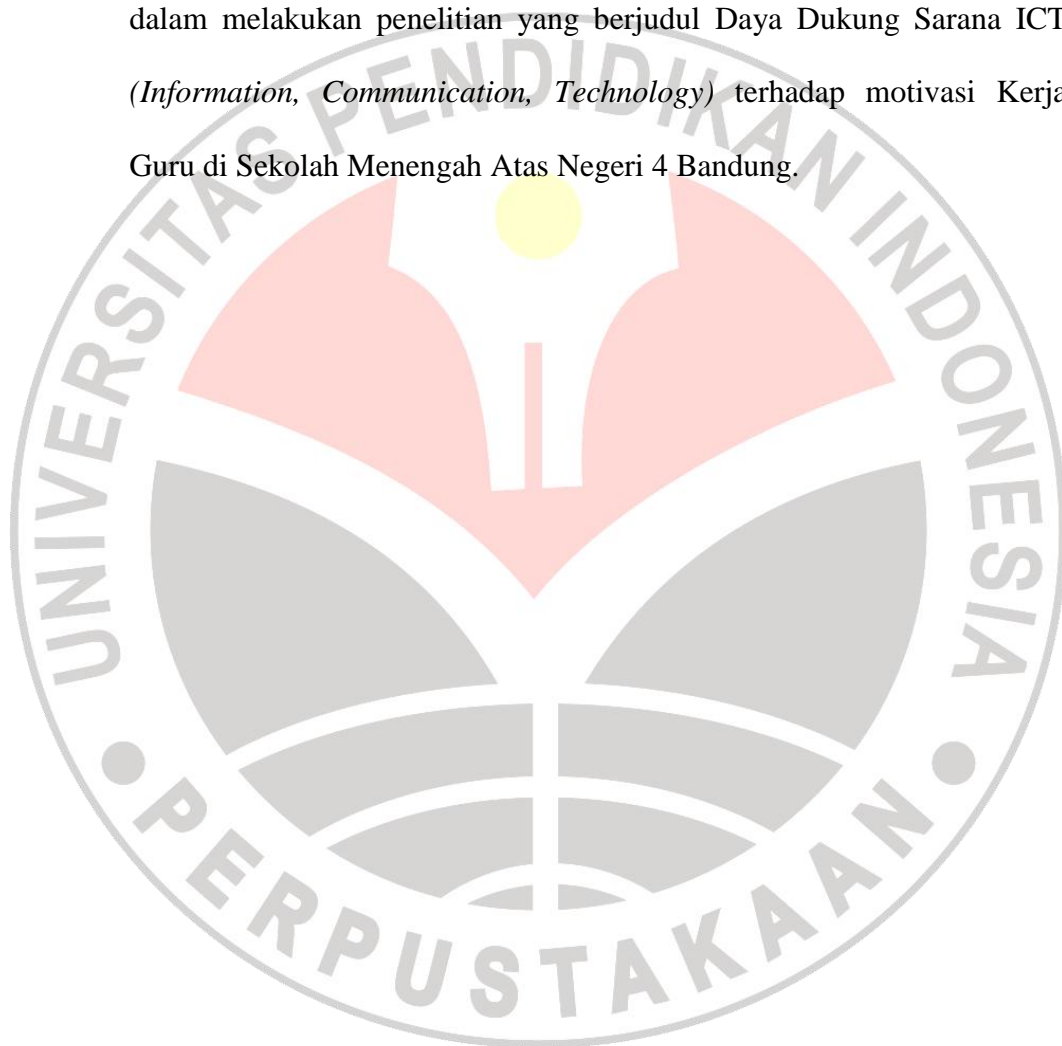 dalam melakukan penelitian yang berjudul Daya Dukung Sarana ICT
(Information, Communication, Technology) terhadap motivasi Kerja
Guru di Sekolah Menengah Atas Negeri 4 Bandung.
UNIVERSITAS PENDIDIKAN INDONESIA
PERPUSTAKAAN